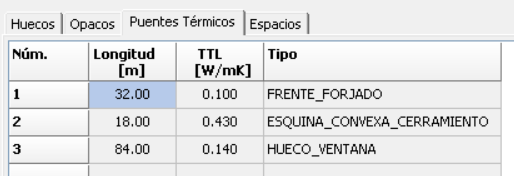 Huecos Opacos Puentes Térmicos Espacios
Núm. Longitud [m] TTL [W/mK] Tipo
1 32.00 0.100 FRENTE_FORJADO
2 18.00 0.430 ESQUINA_CONVEXA_CERRAMIENTO
3 84.00 0.140 HUECO_VENTANA